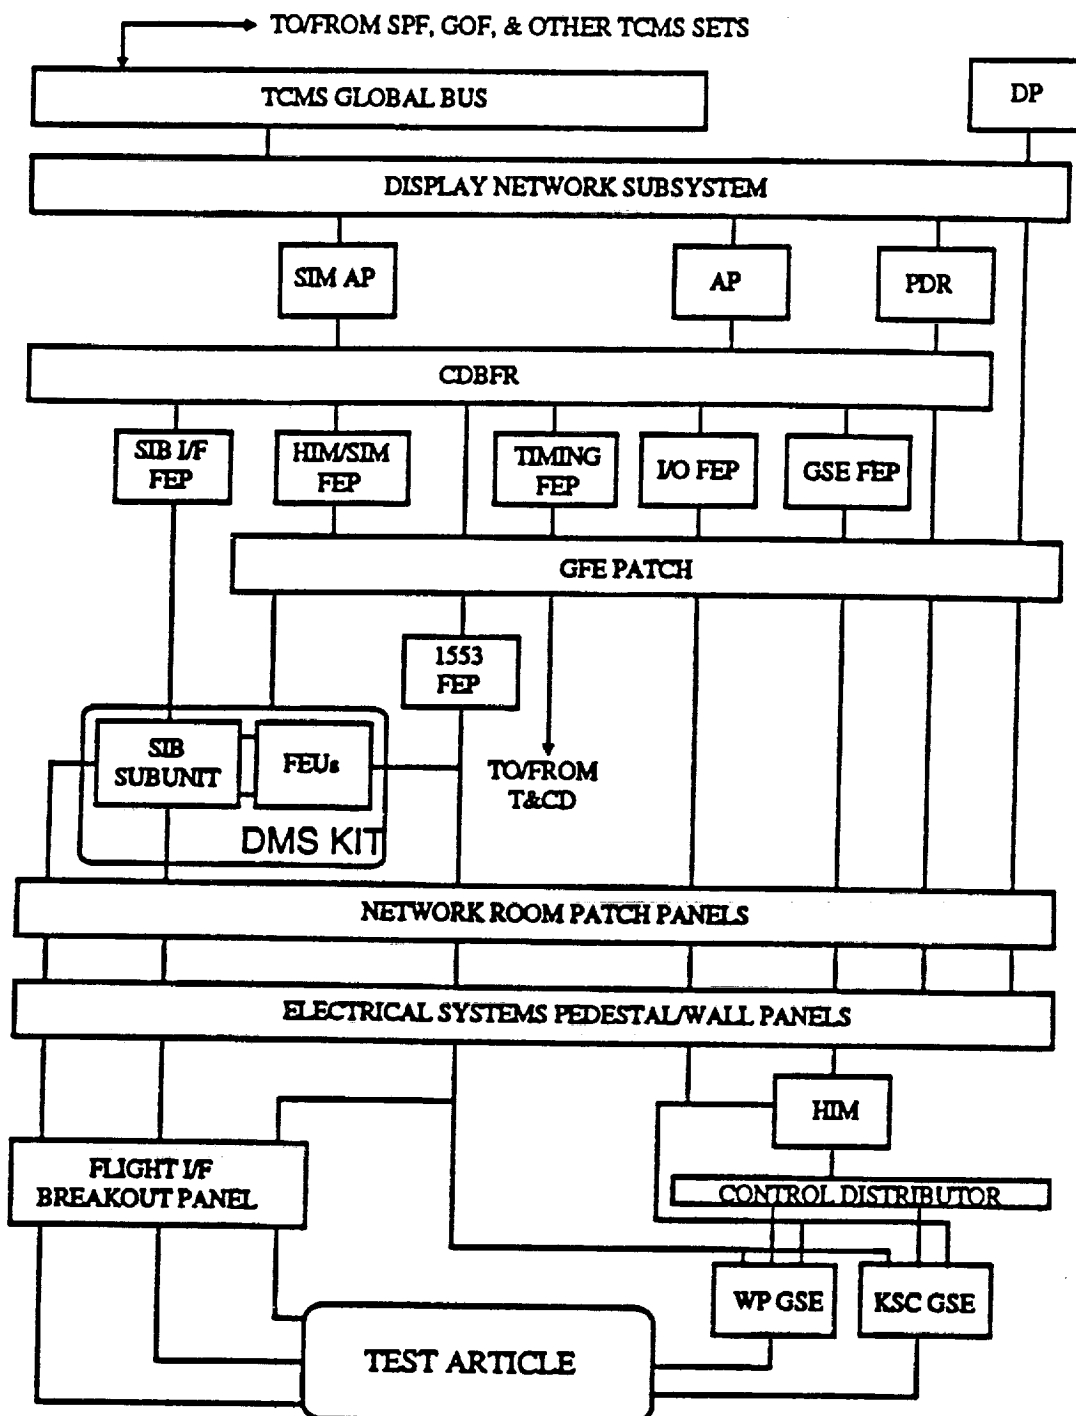 TO/FROM SPF, GOF, & OTHER TCMS SETS
TCMS GLOBAL BUS
DP
DISPLAY NETWORK SUBSYSTEM
SIM AP
AP
PDR
CDBFR
SIB I/F
FEP
HIM/SIM
FEP
TIMING
FEP
I/O FEP
GSE FEP
GFE PATCH
1553
FEP
SIB
SUBUNIT
FEUs
TO/FROM
T&CD
DMS KIT
NETWORK ROOM PATCH PANELS
ELECTRICAL SYSTEMS PEDESTAL/WALL PANELS
HIM
FLIGHT I/F
BREAKOUT PANEL
CONTROL DISTRIBUTOR
WP GSE
KSC GSE
TEST ARTICLE